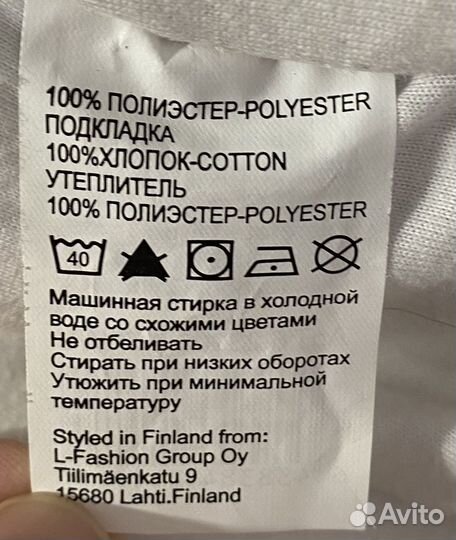 100% ПОЛИЭСТЕР-POLYESTER
ПОДКЛАДКА
100%ХЛОПОК-COTTON
УТЕПЛИТЕЛЬ
100% ПОЛИЭСТЕР-POLYESTER
40
Машинная стирка в холодной
воде со схожими цветами
Не отбеливать
Стирать при низких оборотах
Утюжить при минимальной
температуру
Styled in Finland from:
L-Fashion Group Oy
Tiilimäenkatu 9
15680 Lahti.Finland
Avito